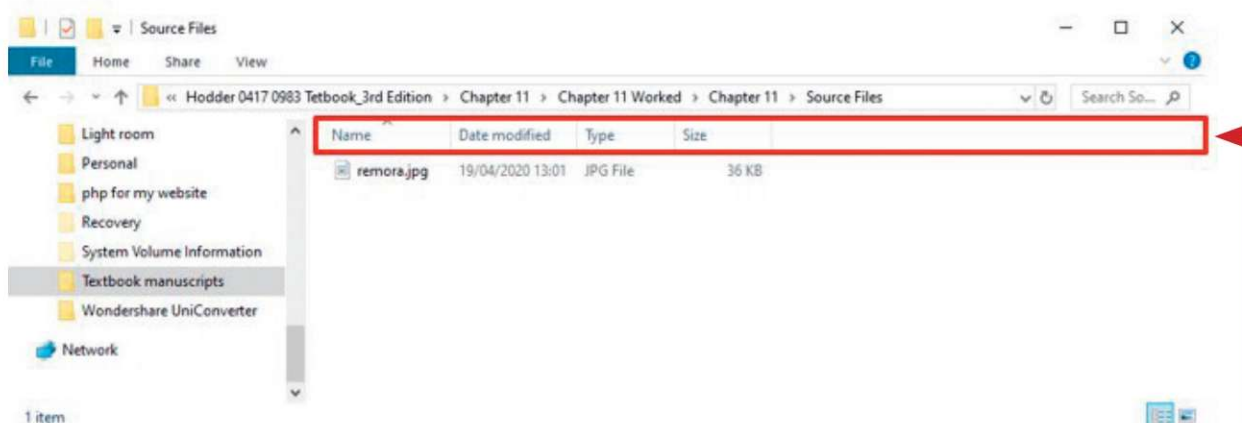 Source Files
File Home Share View
« Hodder 0417 0983 Tetbook_3rd Edition > Chapter 11 > Chapter 11 Worked > Chapter 11 > Source Files
Search So...
Light room
Personal
php for my website
Recovery
System Volume Information
Textbook manuscripts
Wondershare UniConverter
Network
Name Date modified Type Size
remora.jpg 19/04/2020 13:01 JPG File 36 KB
1 item